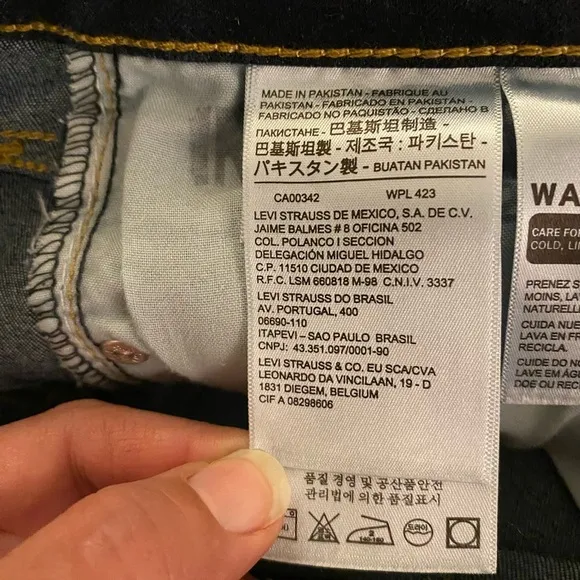 MADE IN PAKISTAN - FABRIQUE AU
PAKISTAN - FABRICADO EN PAKISTÁN -
FABRICADO NO PAQUISTÃO - СДЕЛАНО В
ПАКИСТАНЕ - 巴基斯坦制造 -
巴基斯坦製 - 제조국 : 파키스탄 -
パキスタン製 - BUATAN PAKISTAN
CA00342 WPL 423
LEVI STRAUSS DE MEXICO, S.A. DE C.V.
JAIME BALMES # 8 OFICINA 502
COL. POLANCO I SECCION
DELEGACIÓN MIGUEL HIDALGO
C.P. 11510 CIUDAD DE MEXICO
R.F.C. LSM 660818 M-98 C.N.I.V. 3337
LEVI STRAUSS DO BRASIL
AV. PORTUGAL, 400
06690-110
ITAPEVI – SAO PAULO BRASIL
CNPJ: 43.351.097/0001-90
LEVI STRAUSS & CO. EU SCA/CVA
LEONARDO DA VINCILAAN, 19 - D
1831 DIEGEM, BELGIUM
CIF A 08298606
품질 경영 및 공산품안전
관리법에 의한 품질표시
드라이
WA
CARE FO
COLD, LI
PRENEZ S
MOINS, LA
NATURELL
CUIDA NUE
LAVA EN FR
RECICLA.
CUIDE DO NO
LAVE EM ÁG
DOE OU REC